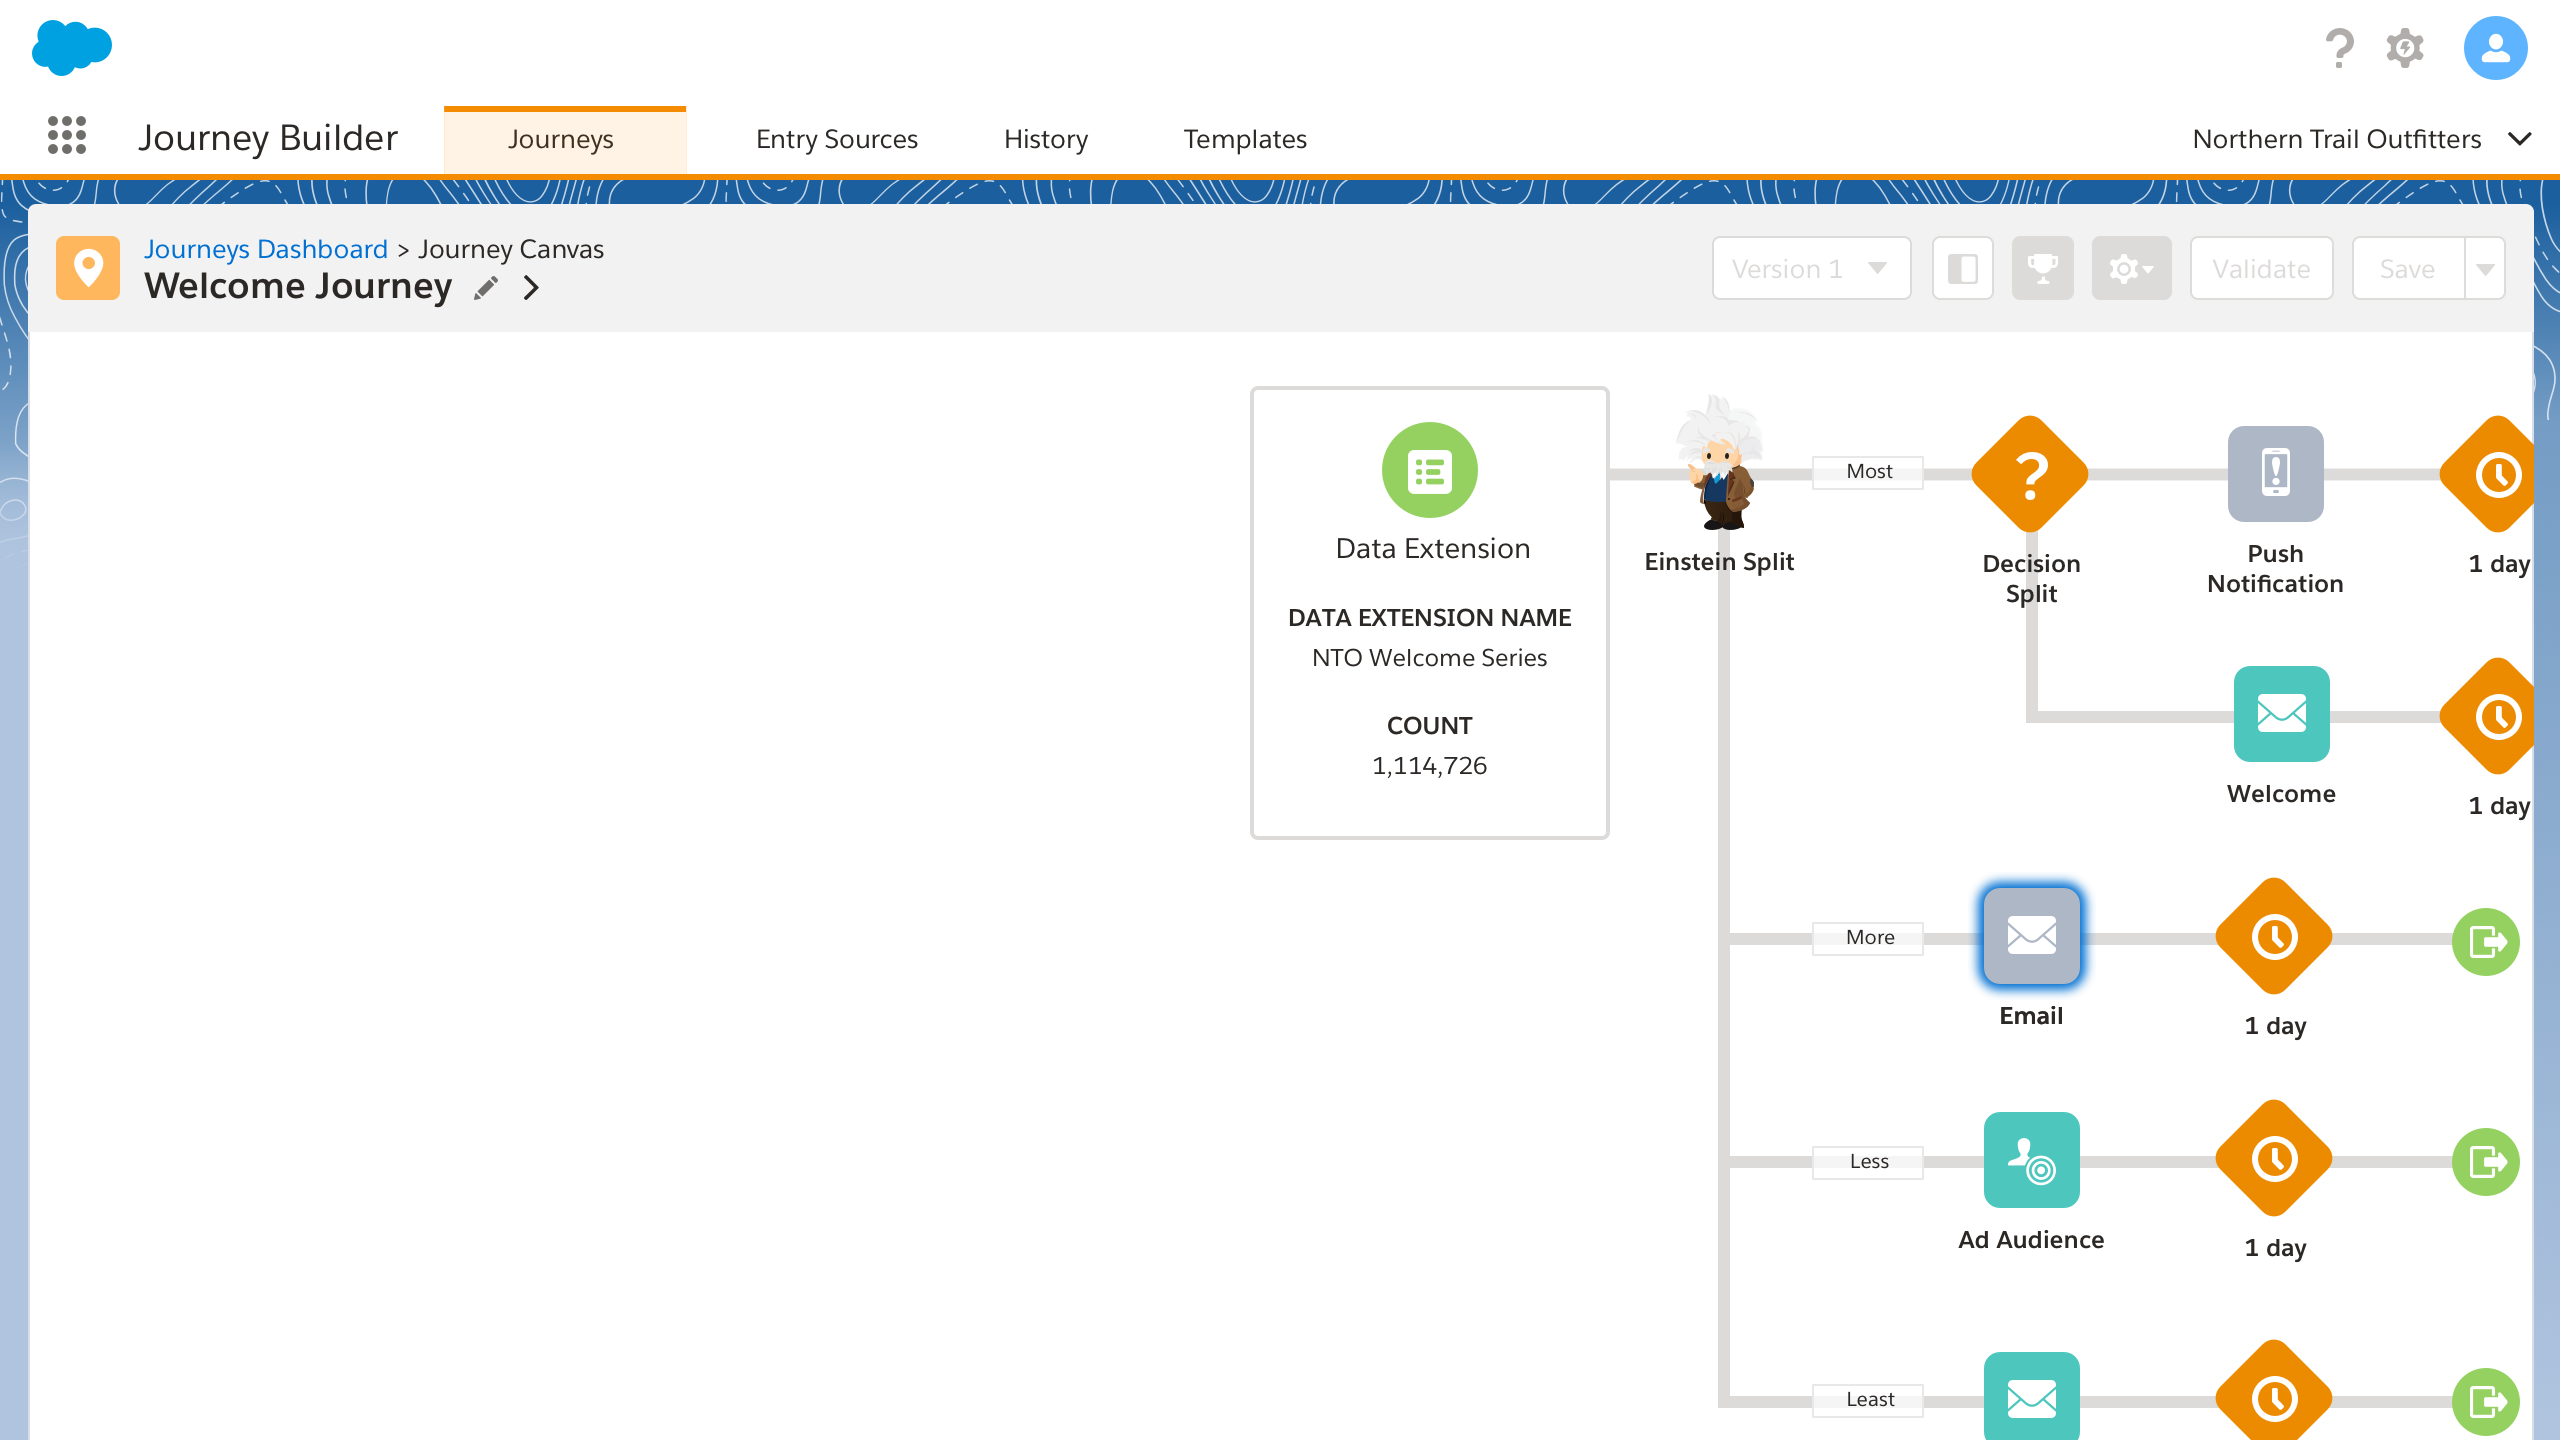 Journey Builder
Journeys
Entry Sources
History
Templates
Northern Trail Outfitters
Journeys Dashboard > Journey Canvas
Welcome Journey
Version 1
Validate
Save
Data Extension
DATA EXTENSION NAME
NTO Welcome Series
COUNT
1,114,726
Einstein Split
Most
Decision
Split
Push
Notification
1 day
Welcome
1 day
More
Email
1 day
Less
Ad Audience
1 day
Least